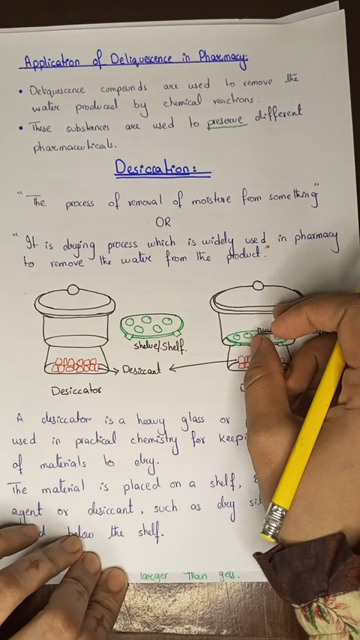 Application of Deliquescence in Pharmacy:
• Deliquescence compounds are used to remove the
water produced by chemical reactions.
• These substances are used to preserve different
pharmaceuticals.
Desiccation:
"The process of removal of moisture from something"
OR
"It is drying process which is widely used in pharmacy
to remove the water from the product."
Shelve/Shelf.
Desiccant
Desiccator
A desiccator is a heavy glass or
used in practical chemistry for
of materials to dry.
The material is placed on a shelf,
agent or desiccant, such as dry
below the shelf.
larger than